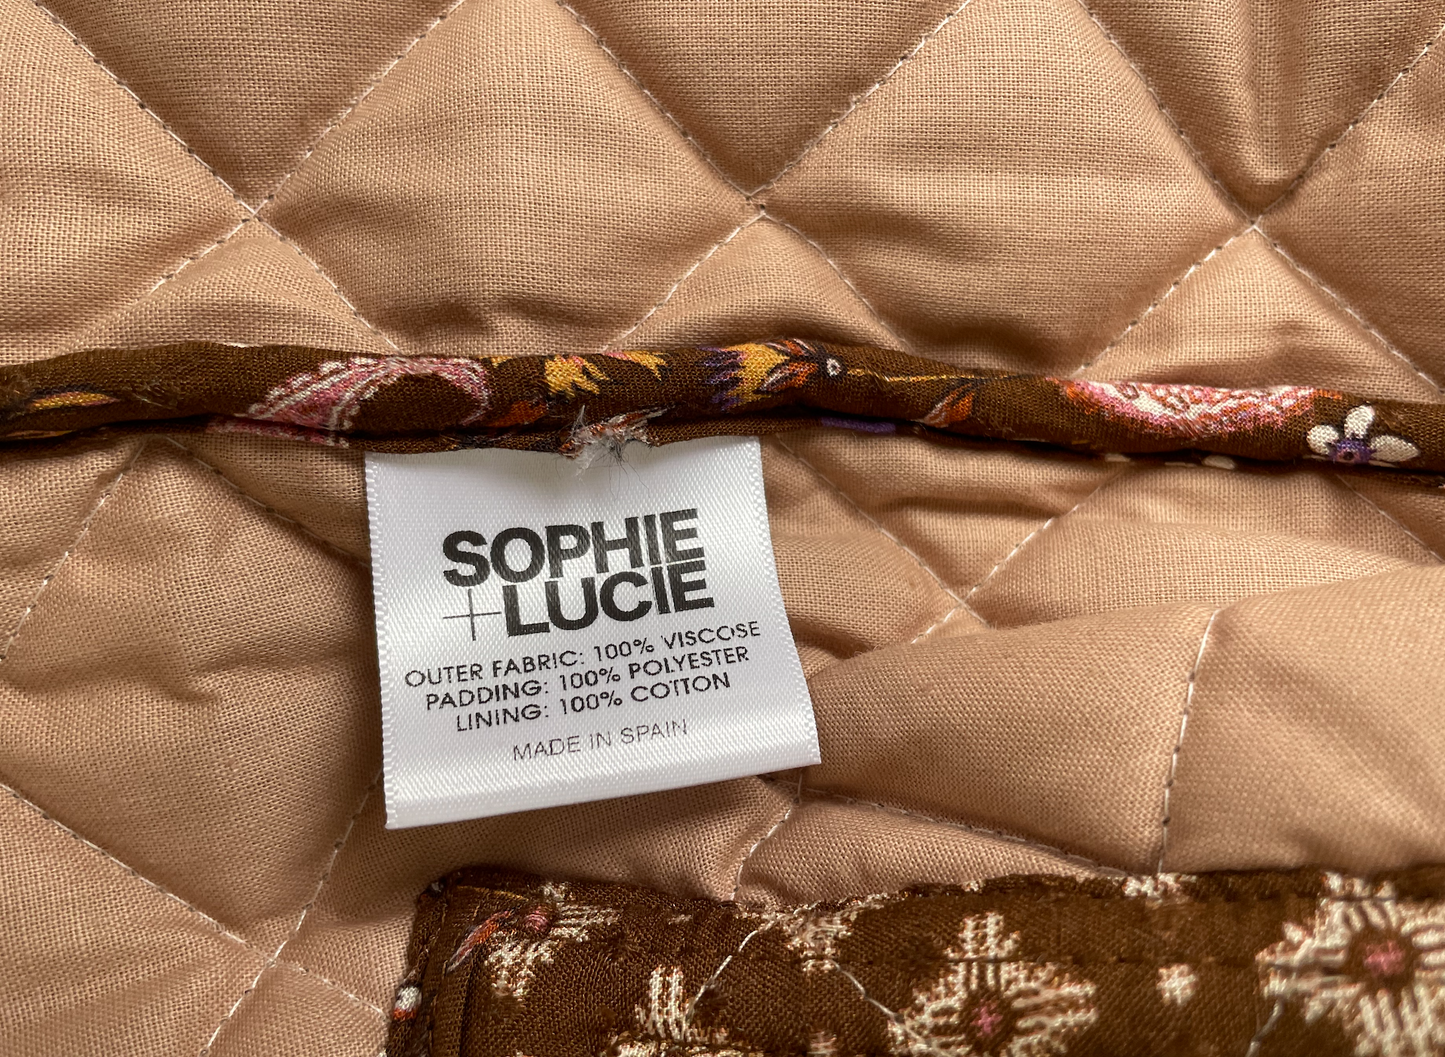 SOPHIE
+LUCIE
OUTER FABRIC: 100% VISCOSE
PADDING: 100% POLYESTER
LINING: 100% COTTON
MADE IN SPAIN